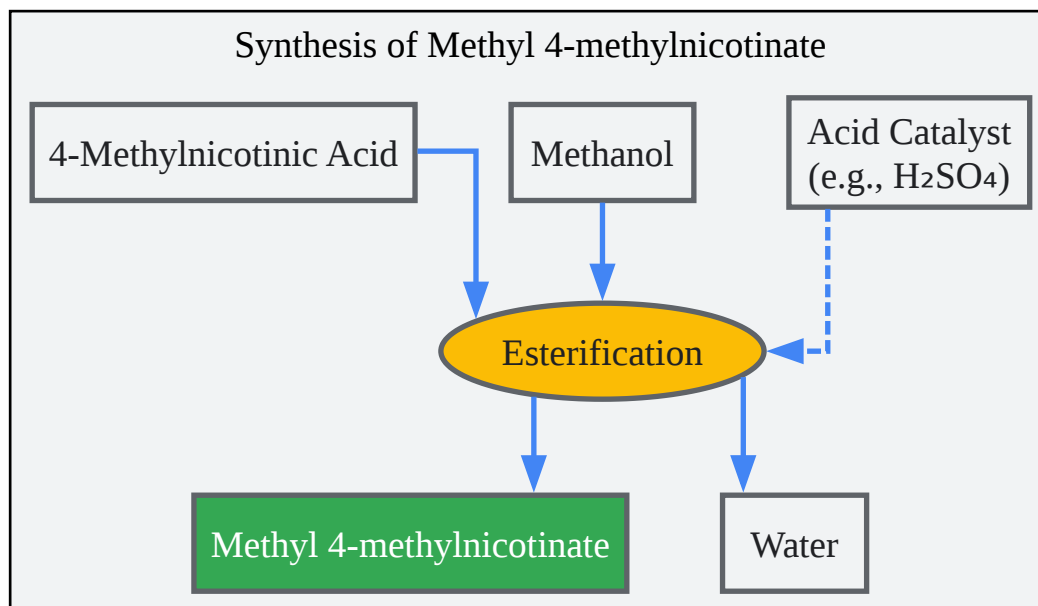 Synthesis of Methyl 4-methylnicotinate
4-Methylnicotinic Acid
Methanol
Acid Catalyst
(e.g., H₂SO₄)
Esterification
Methyl 4-methylnicotinate
Water